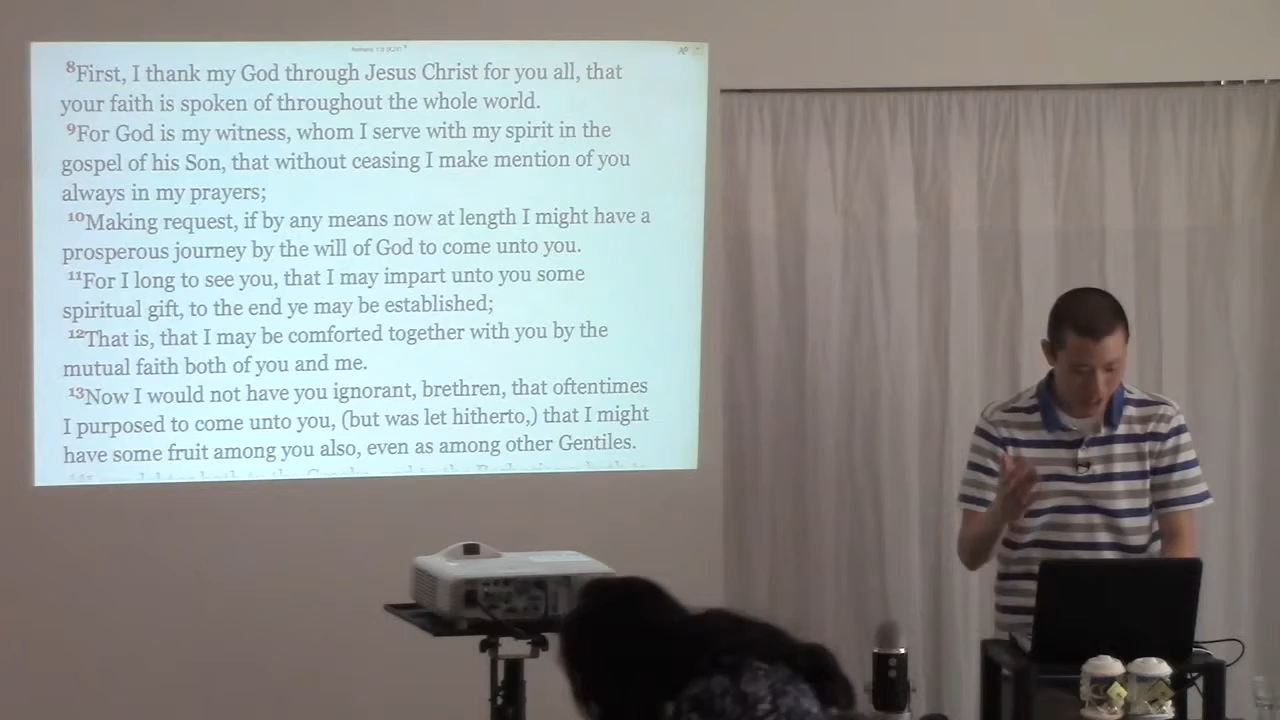 ⁸First, I thank my God through Jesus Christ for you all, that
your faith is spoken of throughout the whole world.
⁹For God is my witness, whom I serve with my spirit in the
gospel of his Son, that without ceasing I make mention of you
always in my prayers;
¹⁰Making request, if by any means now at length I might have a
prosperous journey by the will of God to come unto you.
¹¹For I long to see you, that I may impart unto you some
spiritual gift, to the end ye may be established;
¹²That is, that I may be comforted together with you by the
mutual faith both of you and me.
¹³Now I would not have you ignorant, brethren, that oftentimes
I purposed to come unto you, (but was let hitherto,) that I might
have some fruit among you also, even as among other Gentiles.